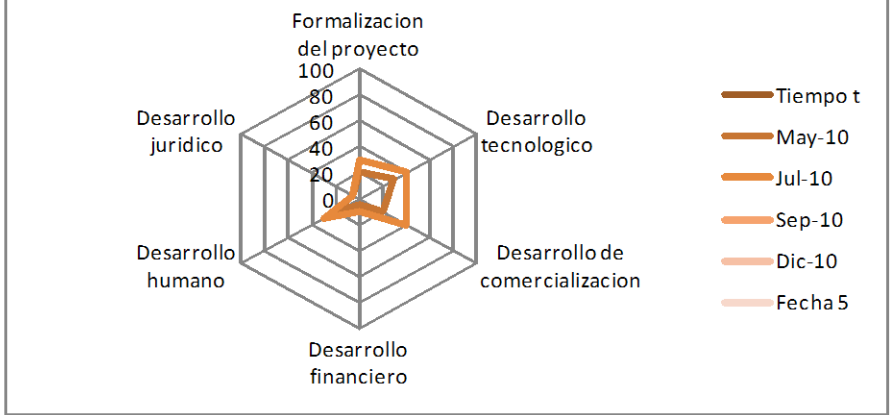 Formalizacion
del proyecto
100
80
60
40
20
0
Desarrollo
tecnologico
Desarrollo de
comercializacion
Desarrollo
financiero
Desarrollo
humano
Desarrollo
juridico
Tiempo t
May-10
Jul-10
Sep-10
Dic-10
Fecha 5